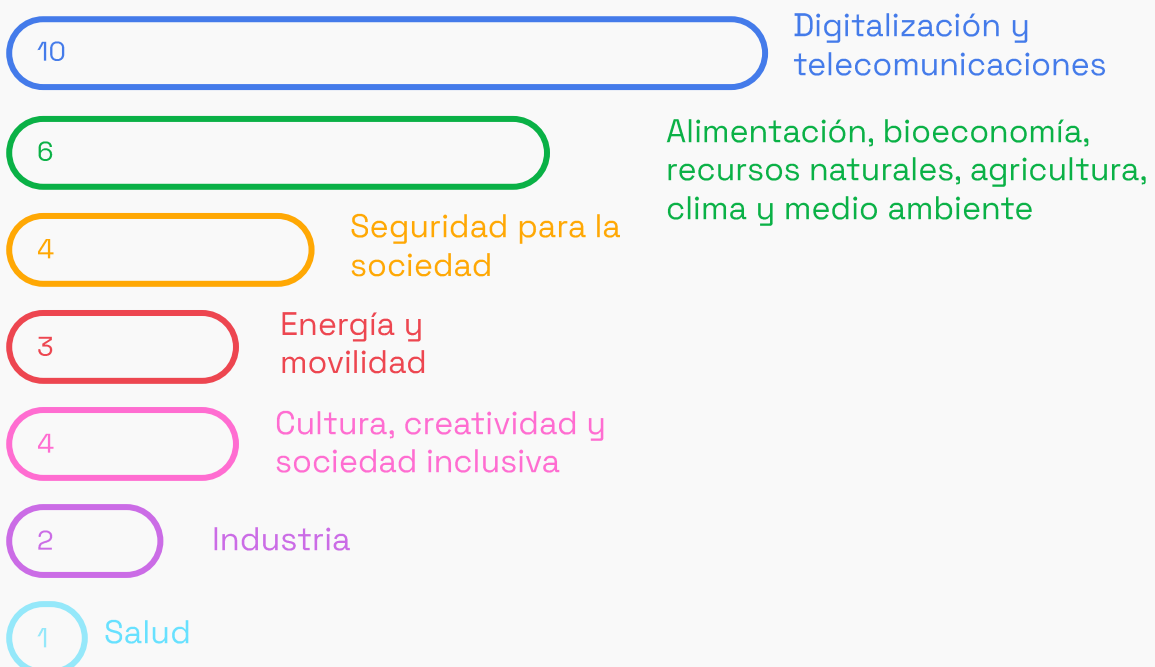 10
Digitalización y
telecomunicaciones
6
Alimentación, bioeconomía,
recursos naturales, agricultura,
clima y medio ambiente
4
Seguridad para la
sociedad
3
Energía y
movilidad
4
Cultura, creatividad y
sociedad inclusiva
2
Industria
1
Salud